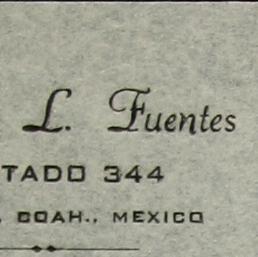 L. Fuentes
TADO 344
, COAH., MEXICO